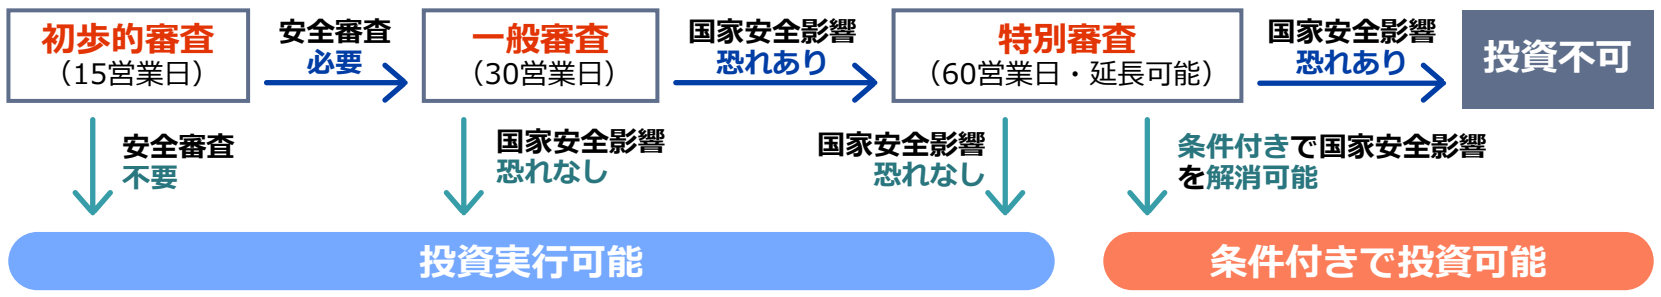 初歩的審査
（15営業日）
安全審査
必要
一般審査
（30営業日）
国家安全影響
恐れあり
特別審査
（60営業日・延長可能）
国家安全影響
恐れあり
投資不可
安全審査
不要
国家安全影響
恐れなし
国家安全影響
恐れなし
条件付きで国家安全影響
を解消可能
投資実行可能
条件付きで投資可能